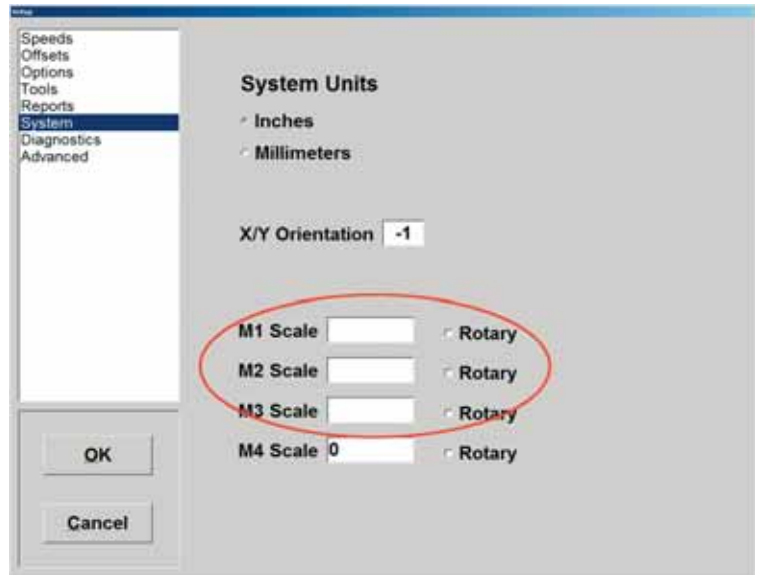 Setup
Speeds
Offsets
Options
Tools
Reports
System
Diagnostics
Advanced
System Units
Inches
Millimeters
X/Y Orientation -1
M1 Scale Rotary
M2 Scale Rotary
M3 Scale Rotary
M4 Scale 0 Rotary
OK
Cancel